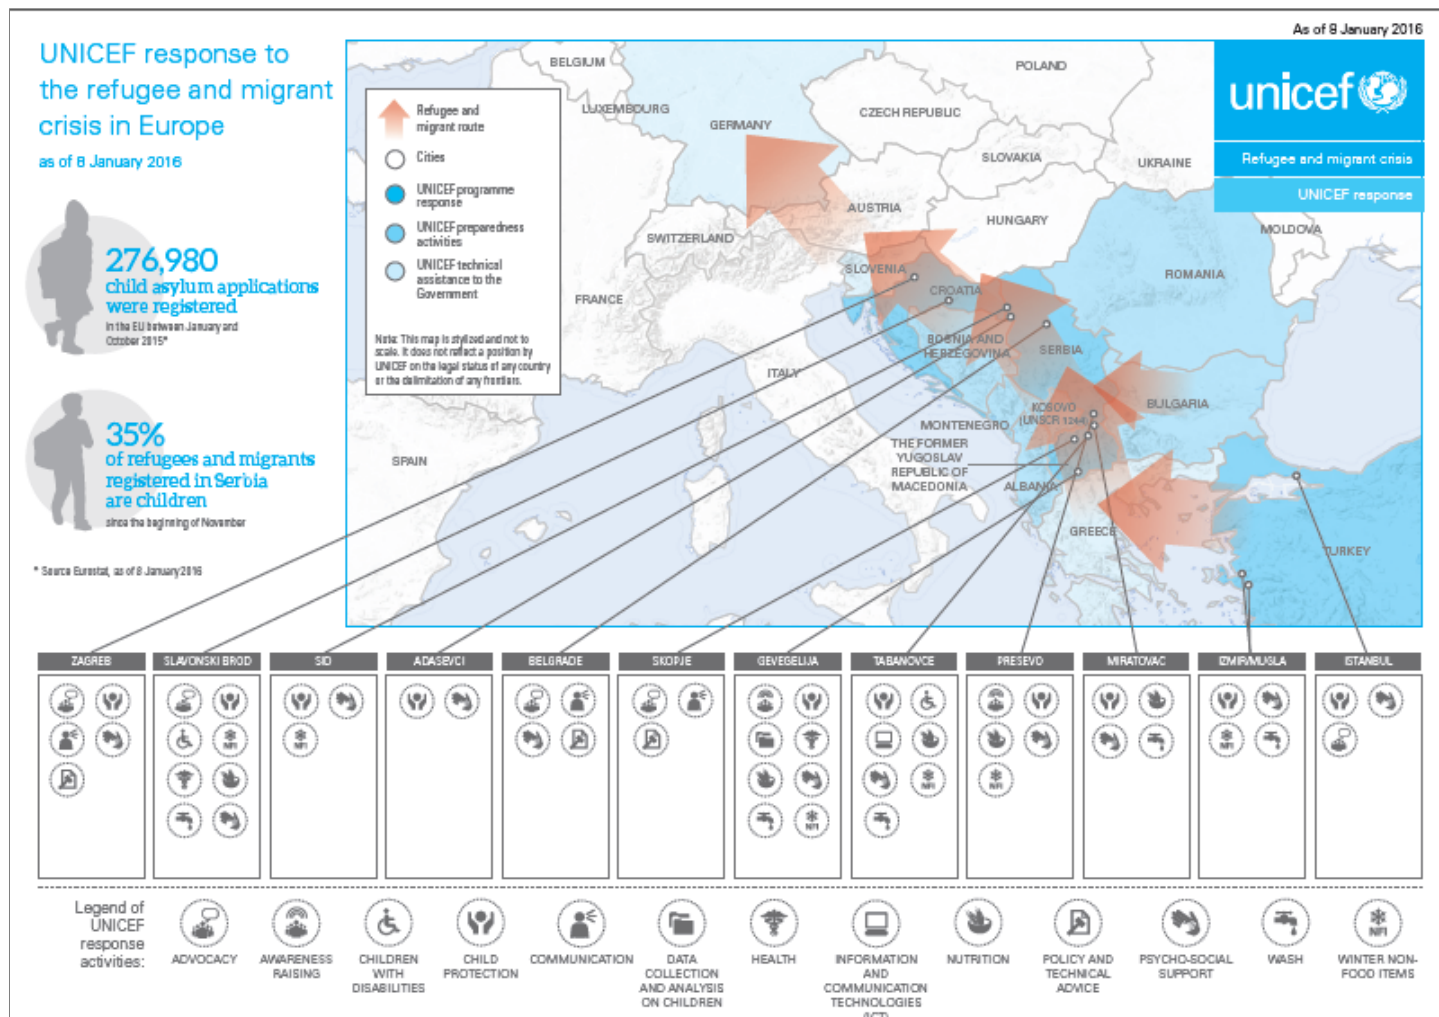 As of 8 January 2016
UNICEF response to
the refugee and migrant
crisis in Europe
as of 8 January 2016
276,980
child asylum applications
were registered
in the EU between January and
October 2015*
35%
of refugees and migrants
registered in Serbia
are children
since the beginning of November
* Source Eurostat, as of 8 January 2016
Refugee and
migrant route
Cities
UNICEF programme
response
UNICEF preparedness
activities
UNICEF technical
assistance to the
Government
Note: This map is stylized and not to
scale. It does not reflect a position by
UNICEF on the legal status of any country
or the delimitation of any frontiers.
unicef
Refugee and migrant crisis
UNICEF response
BELGIUM
POLAND
LUXEMBOURG
GERMANY
CZECH REPUBLIC
SLOVAKIA
UKRAINE
AUSTRIA
HUNGARY
MOLDOVA
SWITZERLAND
SLOVENIA
ROMANIA
FRANCE
CROATIA
BOSNIA AND
HERZEGOVINA
SERBIA
ITALY
KOSOVO
(UNSCR 1244)
BULGARIA
MONTENEGRO
THE FORMER
YUGOSLAV
REPUBLIC OF
MACEDONIA
SPAIN
ALBANIA
GREECE
TURKEY
ZAGREB
SLAVONSKI BROD
SID
ADASEVCI
BELGRADE
SKOPJE
GEVEGELIJA
TABANOVCE
PRESEVO
MIRATOVAC
IZMIR/MUGLA
ISTANBUL
NFI
NFI
NFI
NFI
NFI
NFI
Legend of
UNICEF
response
activities:
ADVOCACY
AWARENESS
RAISING
CHILDREN
WITH
DISABILITIES
CHILD
PROTECTION
COMMUNICATION
DATA
COLLECTION
AND ANALYSIS
ON CHILDREN
HEALTH
INFORMATION
AND
COMMUNICATION
TECHNOLOGIES
(ICT)
NUTRITION
POLICY AND
TECHNICAL
ADVICE
PSYCHO-SOCIAL
SUPPORT
WASH
NFI
WINTER NON-
FOOD ITEMS